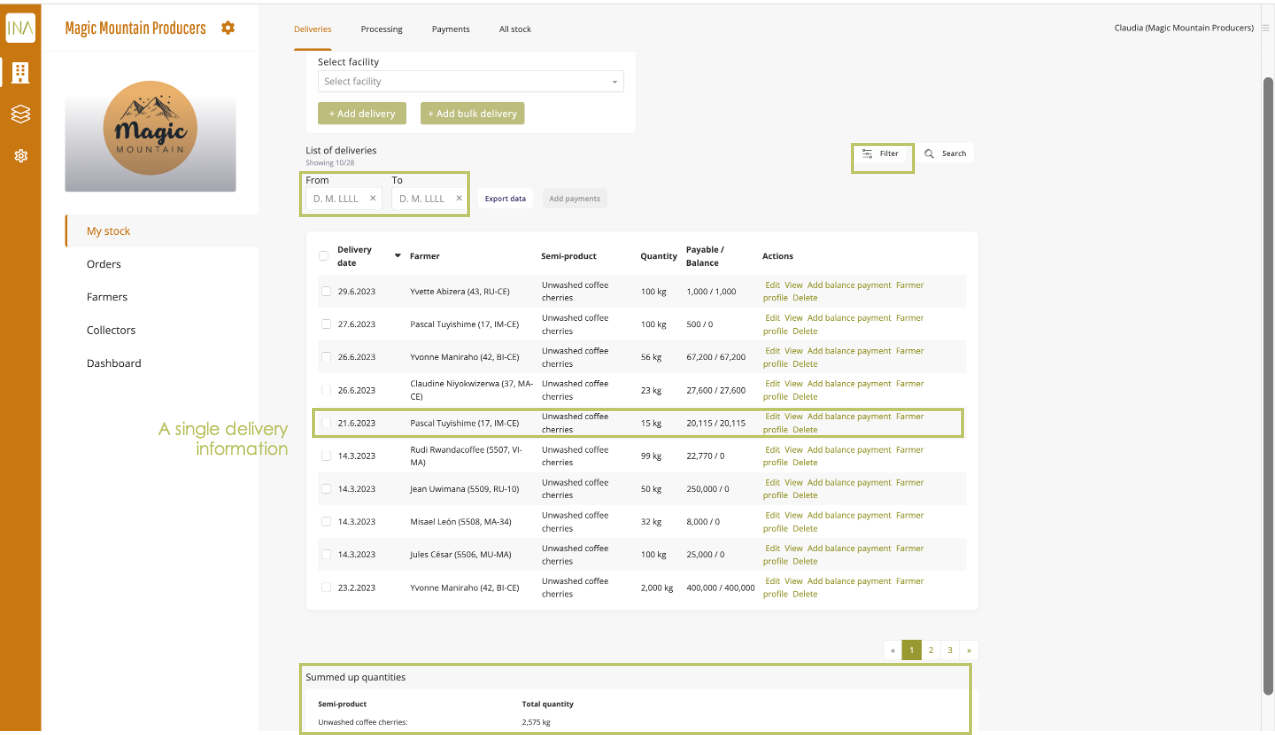 INA
Magic Mountain Producers
Deliveries Processing Payments All stock
Claudia (Magic Mountain Producers)
Magic
MOUNTAIN
My stock
Orders
Farmers
Collectors
Dashboard
Select facility
Select facility
+ Add delivery + Add bulk delivery
List of deliveries
Showing 10/28
Filter Search
From To
D. M. LLLL × D. M. LLLL × Export data Add payments
Delivery date Farmer Semi-product Quantity Payable / Balance Actions
29.6.2023 Yvette Abizera (43, RU-CE) Unwashed coffee cherries 100 kg 1,000 / 1,000 Edit View Add balance payment Farmer profile Delete
27.6.2023 Pascal Tuyishime (17, IM-CE) Unwashed coffee cherries 100 kg 500 / 0 Edit View Add balance payment Farmer profile Delete
26.6.2023 Yvonne Maniraho (42, BI-CE) Unwashed coffee cherries 56 kg 67,200 / 67,200 Edit View Add balance payment Farmer profile Delete
26.6.2023 Claudine Niyokwizerwa (37, MA-CE) Unwashed coffee cherries 23 kg 27,600 / 27,600 Edit View Add balance payment Farmer profile Delete
21.6.2023 Pascal Tuyishime (17, IM-CE) Unwashed coffee cherries 15 kg 20,115 / 20,115 Edit View Add balance payment Farmer profile Delete
14.3.2023 Rudi Rwandacoffee (5507, VI-MA) Unwashed coffee cherries 99 kg 22,770 / 0 Edit View Add balance payment Farmer profile Delete
14.3.2023 Jean Uwimana (5509, RU-10) Unwashed coffee cherries 50 kg 250,000 / 0 Edit View Add balance payment Farmer profile Delete
14.3.2023 Misael León (5508, MA-34) Unwashed coffee cherries 32 kg 8,000 / 0 Edit View Add balance payment Farmer profile Delete
14.3.2023 Jules César (5506, MU-MA) Unwashed coffee cherries 100 kg 25,000 / 0 Edit View Add balance payment Farmer profile Delete
23.2.2023 Yvonne Maniraho (42, BI-CE) Unwashed coffee cherries 2,000 kg 400,000 / 400,000 Edit View Add balance payment Farmer profile Delete
A single delivery
information
« 1 2 3 »
Summed up quantities
Semi-product Total quantity
Unwashed coffee cherries: 2,575 kg